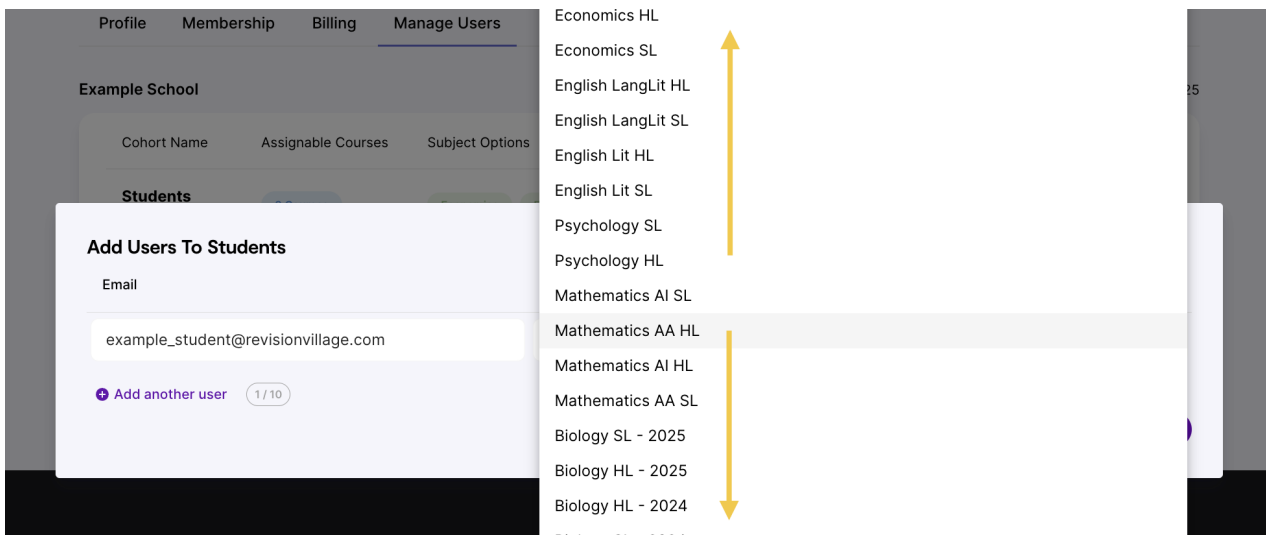 Profile Membership Billing Manage Users
Example School
25
Cohort Name Assignable Courses Subject Options
Students
Add Users To Students
Email
example_student@revisionvillage.com
Add another user 1 / 10
Economics HL
Economics SL
English LangLit HL
English LangLit SL
English Lit HL
English Lit SL
Psychology SL
Psychology HL
Mathematics AI SL
Mathematics AA HL
Mathematics AI HL
Mathematics AA SL
Biology SL - 2025
Biology HL - 2025
Biology HL - 2024